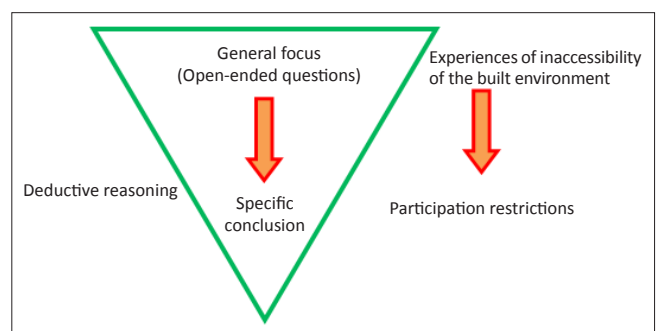 General focus
(Open-ended questions)
Experiences of inaccessibility
of the built environment
Deductive reasoning
Specific
conclusion
Participation restrictions